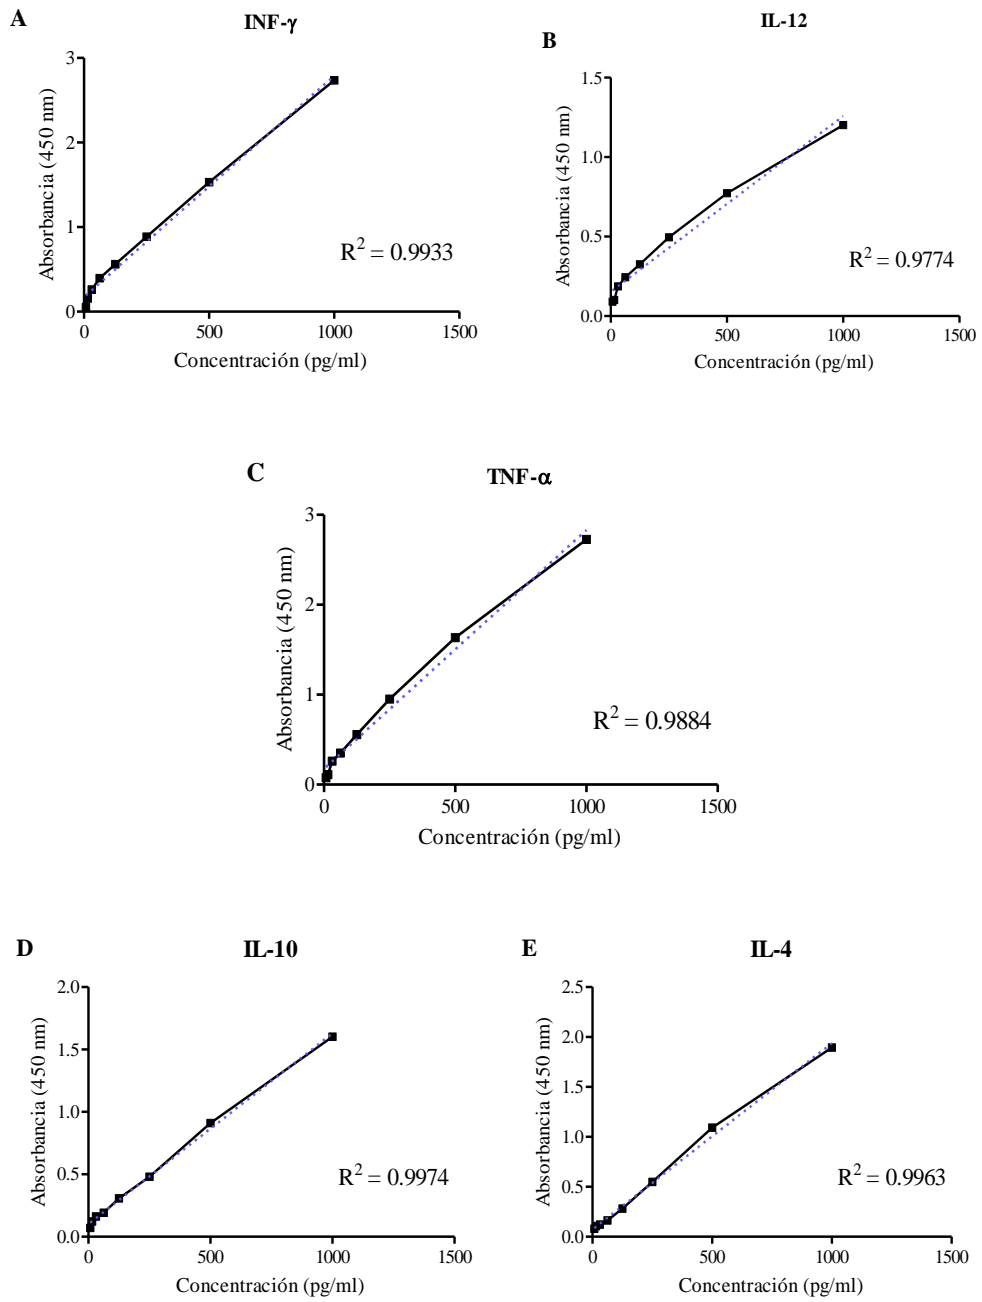 A
INF-γ
3
2
1
0
Absorbancia (450 nm)
R² = 0.9933
0 500 1000 1500
Concentración (pg/ml)
B
IL-12
1.5
1.0
0.5
0.0
Absorbancia (450 nm)
R² = 0.9774
0 500 1000 1500
Concentración (pg/ml)
C
TNF-α
3
2
1
0
Absorbancia (450 nm)
R² = 0.9884
0 500 1000 1500
Concentración (pg/ml)
D
IL-10
2.0
1.5
1.0
0.5
0.0
Absorbancia (450 nm)
R² = 0.9974
0 500 1000 1500
Concentración (pg/ml)
E
IL-4
2.5
2.0
1.5
1.0
0.5
0.0
Absorbancia (450 nm)
R² = 0.9963
0 500 1000 1500
Concentración (pg/ml)